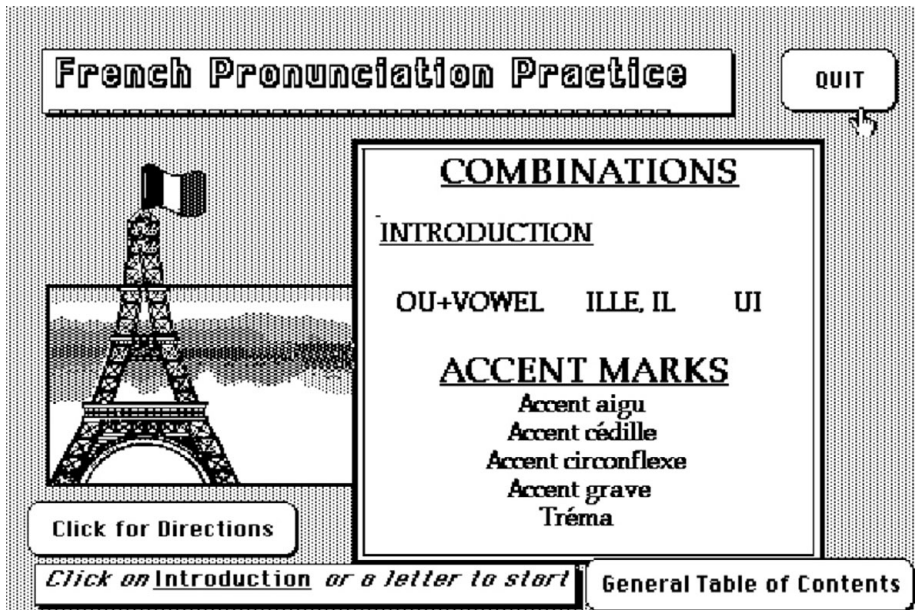 French Pronunciation Practice
QUIT
COMBINATIONS
INTRODUCTION
OU+VOWEL ILLE, IL UI
ACCENT MARKS
Accent aigu
Accent cédille
Accent circonflexe
Accent grave
Tréma
Click for Directions
Click on Introduction or a letter to start
General Table of Contents